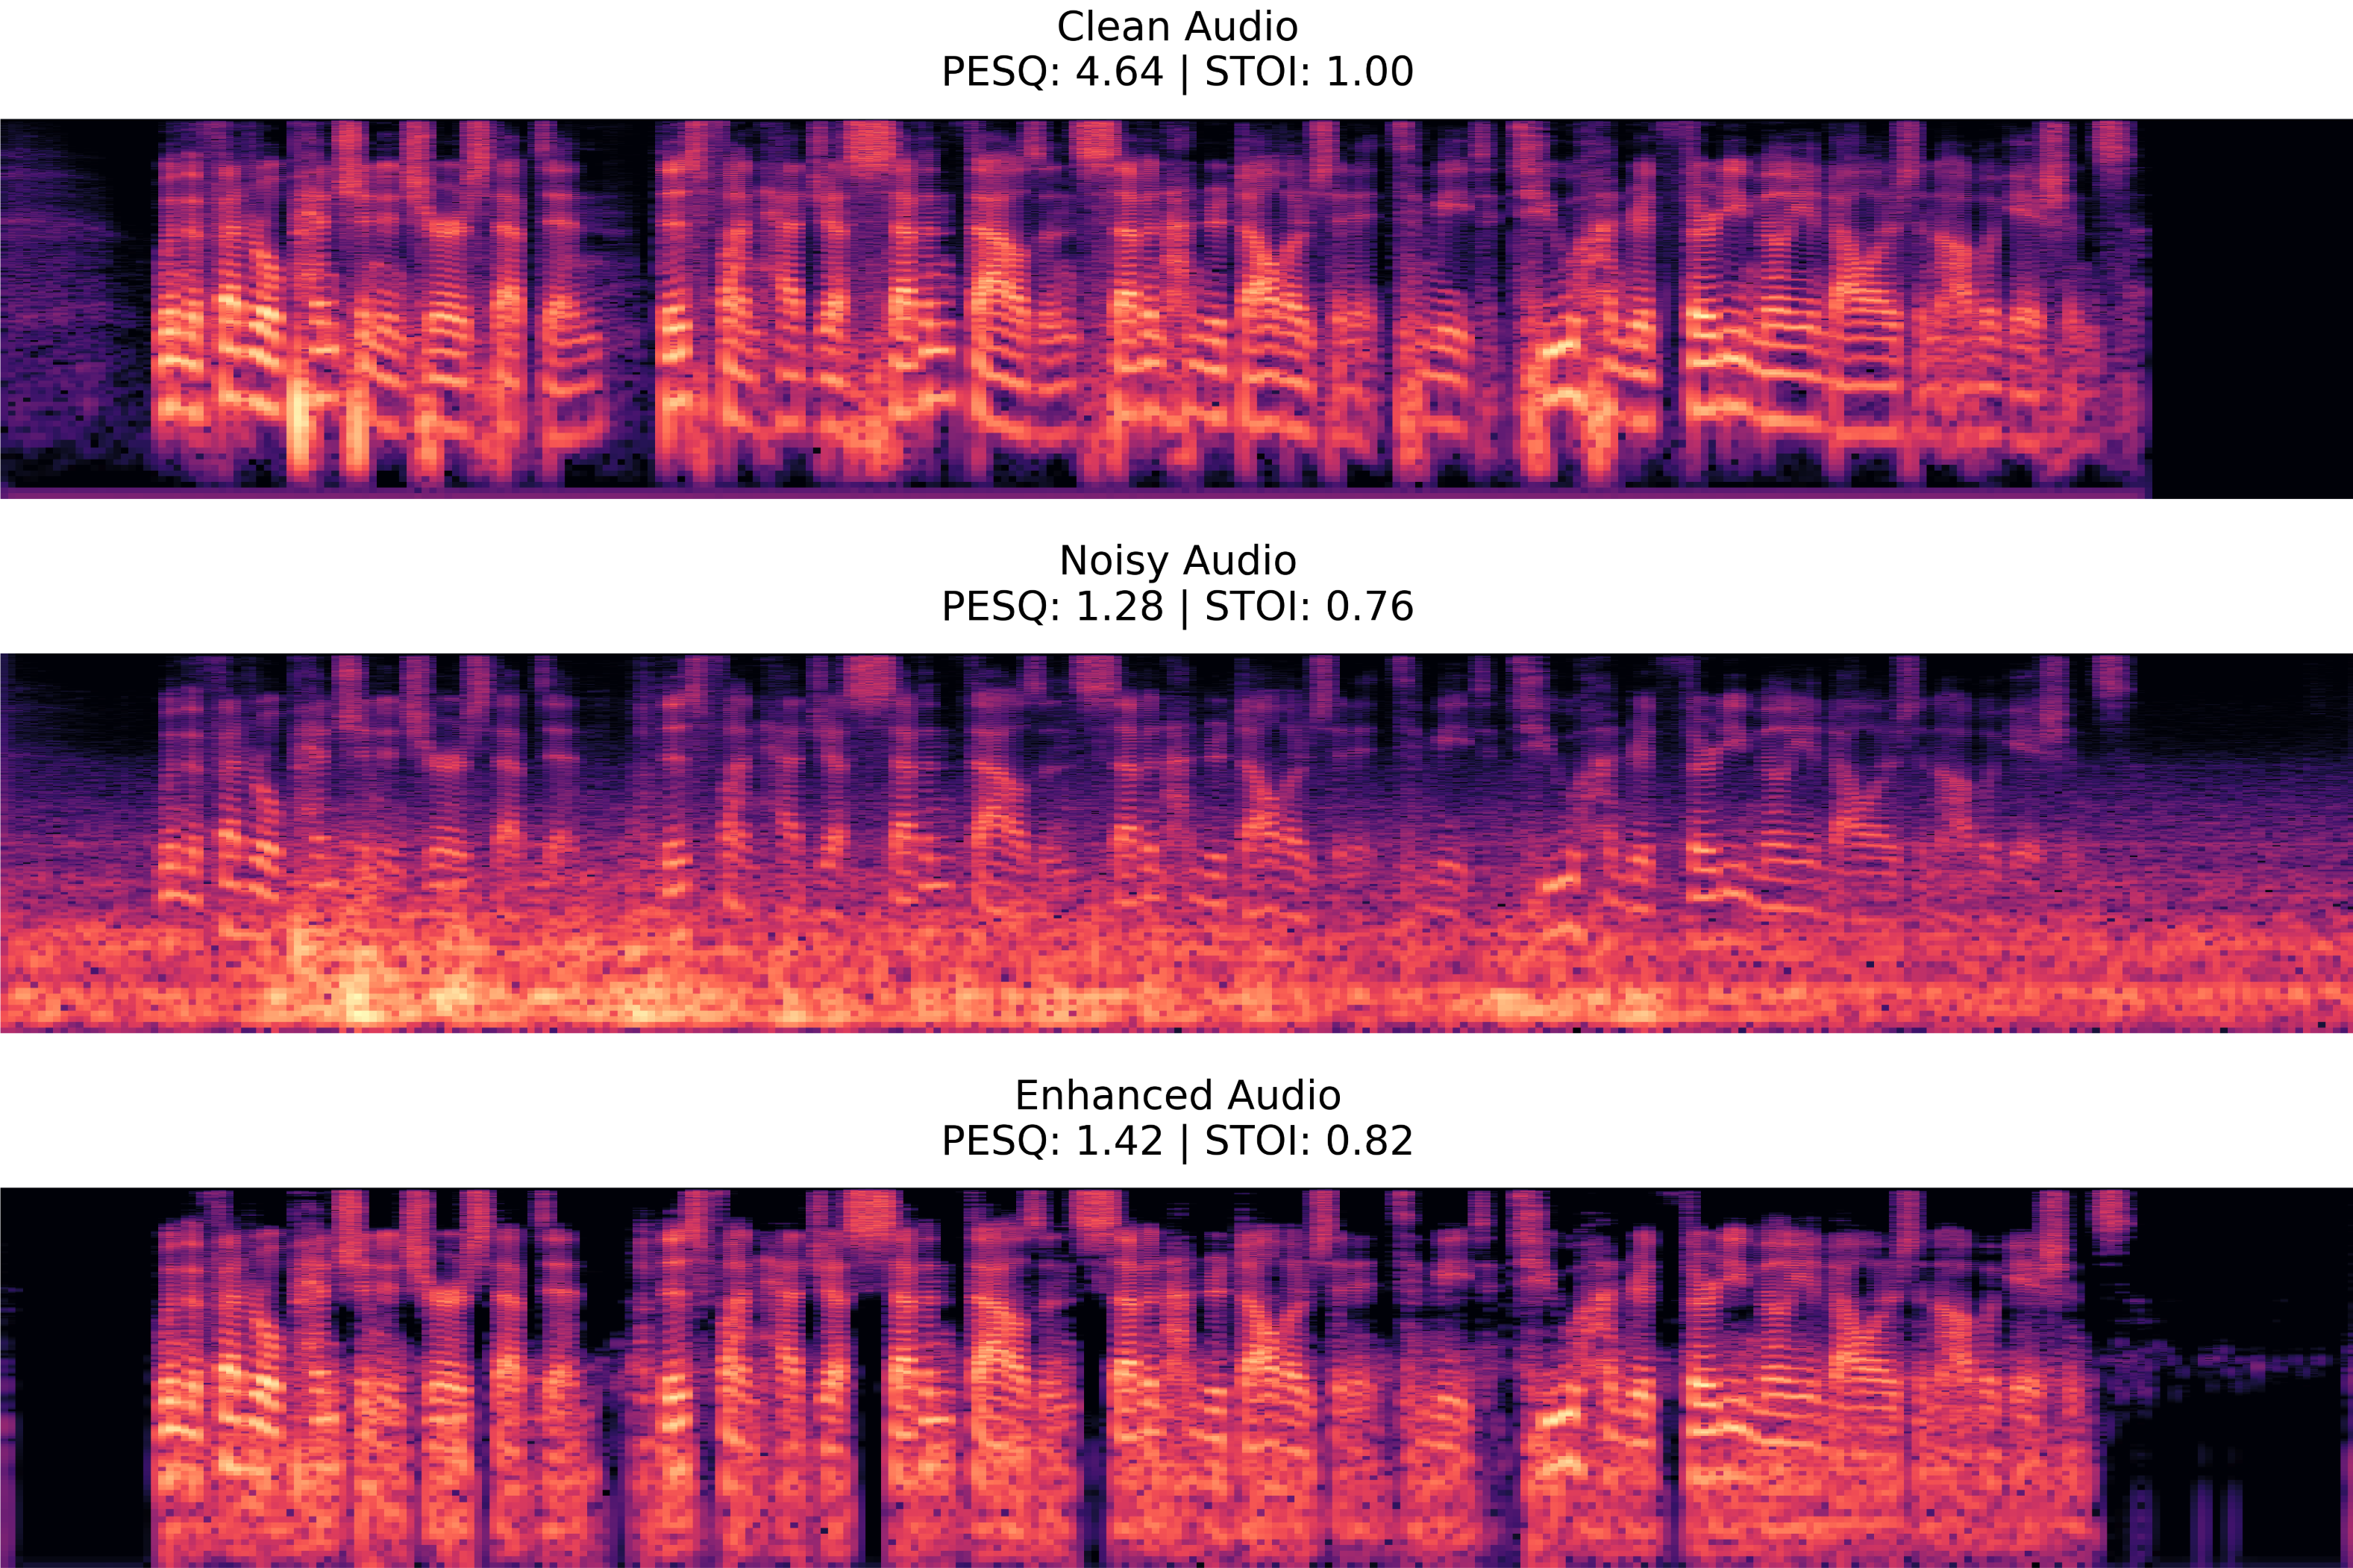 Clean Audio
PESQ: 4.64 | STOI: 1.00
Noisy Audio
PESQ: 1.28 | STOI: 0.76
Enhanced Audio
PESQ: 1.42 | STOI: 0.82